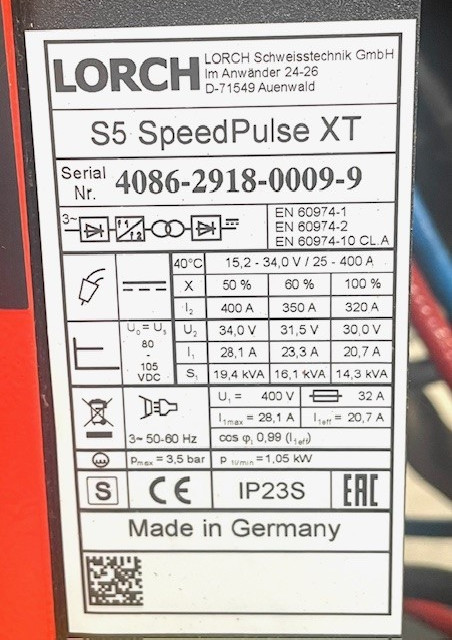 LORCH
LORCH Schweisstechnik GmbH
Im Anwänder 24-26
D-71549 Auenwald
S5 SpeedPulse XT
Serial Nr. 4086-2918-0009-9
3~
EN 60974-1
EN 60974-2
EN 60974-10 CL.A
40°C 15,2 - 34,0 V / 25 - 400 A
X 50 % 60 % 100 %
I₂ 400 A 350 A 320 A
U₀ = Uₛ 80 - 105 VDC
U₂ 34,0 V 31,5 V 30,0 V
I₁ 28,1 A 23,3 A 20,7 A
S₁ 19,4 kVA 16,1 kVA 14,3 kVA
3~ 50-60 Hz
U₁ = 400 V 32 A
I₁max = 28,1 A I₁eff = 20,7 A
cos φ₁ 0,99 (I₁eff)
Pmax = 3,5 bar P 1l/min = 1,05 kW
S CE IP23S EAC
Made in Germany